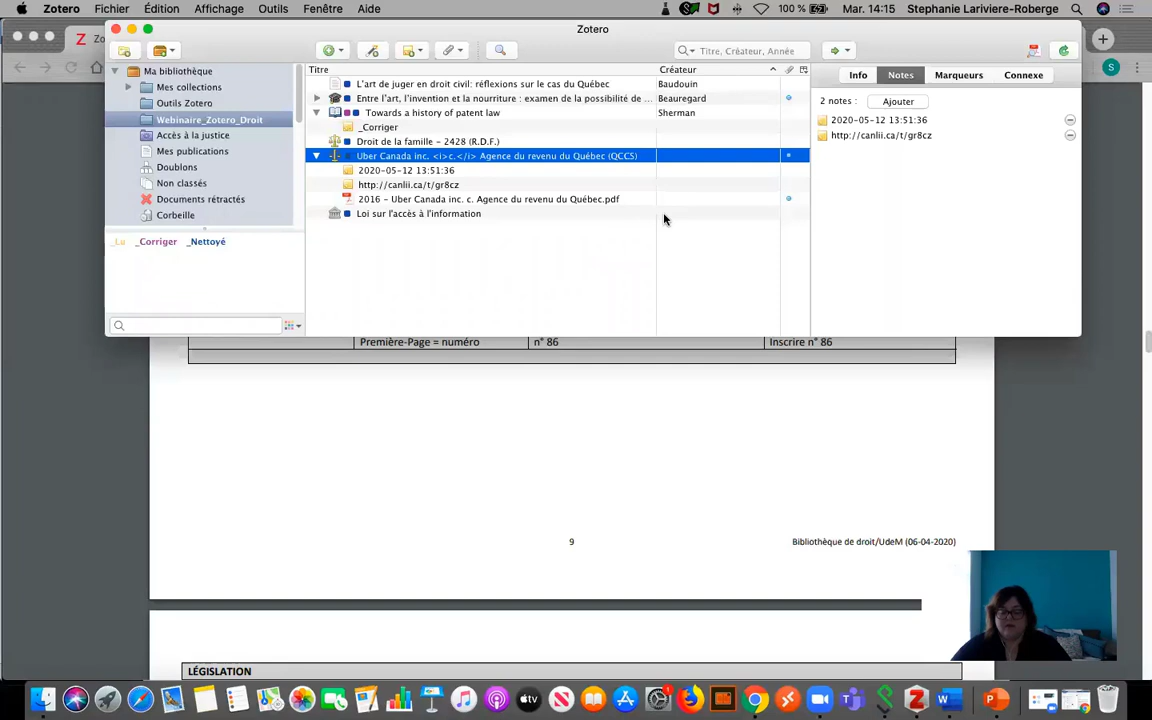 Zotero Fichier Édition Affichage Outils Fenêtre Aide 100 % Mar. 14:15 Stephanie Lariviere-Roberge
Z Zo
Zotero
Titre, Créateur, Année
S
Ma bibliothèque
Mes collections
Outils Zotero
Webinaire_Zotero_Droit
Accès à la justice
Mes publications
Doublons
Non classés
Documents rétractés
Corbeille
_Lu _Corriger _Nettoyé
Titre Créateur
L'art de juger en droit civil: réflexions sur le cas du Québec Baudouin
Entre l'art, l'invention et la nourriture : examen de la possibilité de ... Beauregard
Towards a history of patent law Sherman
_Corriger
Droit de la famille – 2428 (R.D.F.)
Uber Canada inc. <i>c.</i> Agence du revenu du Québec (QCCS)
2020-05-12 13:51:36
http://canlii.ca/t/gr8cz
2016 - Uber Canada inc. c. Agence du revenu du Québec.pdf
Loi sur l'accès à l'information
Info Notes Marqueurs Connexe
2 notes : Ajouter
2020-05-12 13:51:36
http://canlii.ca/t/gr8cz
Première-Page = numéro n° 86 Inscrire n° 86
9 Bibliothèque de droit/UdeM (06-04-2020)
LÉGISLATION